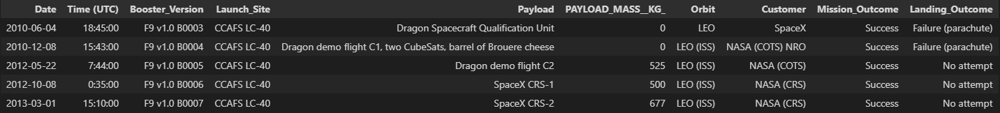 Date Time (UTC) Booster_Version Launch_Site Payload PAYLOAD_MASS__KG_ Orbit Customer Mission_Outcome Landing_Outcome
2010-06-04 18:45:00 F9 v1.0 B0003 CCAFS LC-40 Dragon Spacecraft Qualification Unit 0 LEO SpaceX Success Failure (parachute)
2010-12-08 15:43:00 F9 v1.0 B0004 CCAFS LC-40 Dragon demo flight C1, two CubeSats, barrel of Brouere cheese 0 LEO (ISS) NASA (COTS) NRO Success Failure (parachute)
2012-05-22 7:44:00 F9 v1.0 B0005 CCAFS LC-40 Dragon demo flight C2 525 LEO (ISS) NASA (COTS) Success No attempt
2012-10-08 0:35:00 F9 v1.0 B0006 CCAFS LC-40 SpaceX CRS-1 500 LEO (ISS) NASA (CRS) Success No attempt
2013-03-01 15:10:00 F9 v1.0 B0007 CCAFS LC-40 SpaceX CRS-2 677 LEO (ISS) NASA (CRS) Success No attempt